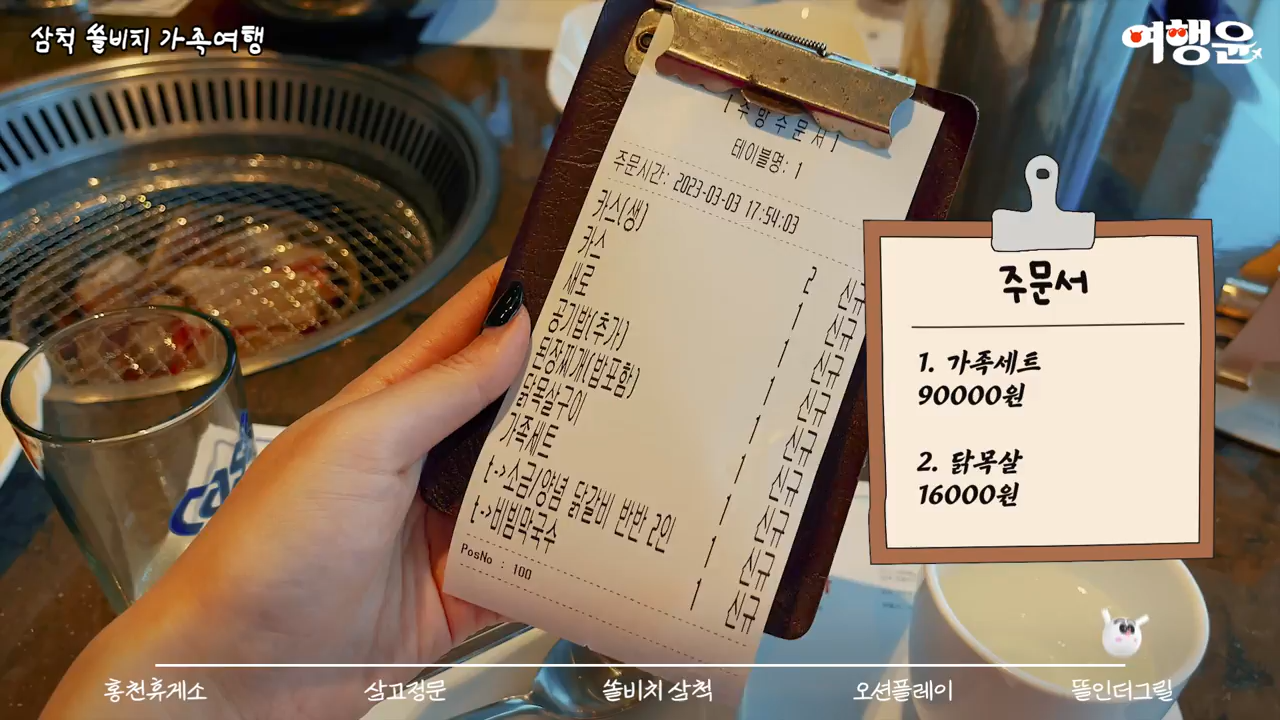 삼척 쏠비치 가족여행
여행윤
[주방주문서]
테이블명: 1
주문시간: 2023-03-03 17:54:03
카스(생) 2 신규
카스 1 신규
새로 1 신규
공기밥(추가) 1 신규
된장찌개(밥포함) 1 신규
닭목살구이 1 신규
가족세트 1 신규
t->소금/양념 닭갈비 반반 2인 1 신규
t->비빔막국수 1 신규
PosNo : 100
주문서
1. 가족세트
90000원
2. 닭목살
16000원
홍천휴게소
삼교정문
쏠비치 삼척
오션플레이
뜰인더그릴